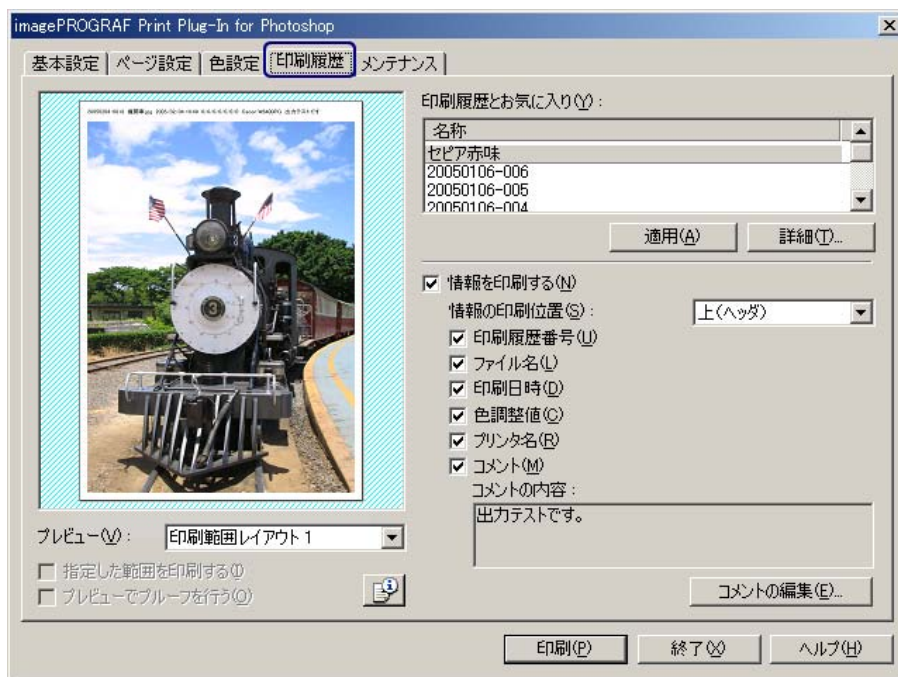 imagePROGRAF Print Plug-In for Photoshop
基本設定 ページ設定 色設定 印刷履歴 メンテナンス
印刷履歴とお気に入り(Y)：
名称
セピア赤味
20050106-006
20050106-005
20050106-004
適用(A) 詳細(T)...
情報を印刷する(N)
情報の印刷位置(S)： 上(ヘッダ)
印刷履歴番号(U)
ファイル名(L)
印刷日時(D)
色調整値(C)
プリンタ名(R)
コメント(M)
コメントの内容：
出力テストです。
コメントの編集(E)...
3
プレビュー(V)： 印刷範囲レイアウト 1
指定した範囲を印刷する(I)
プレビューでプルーフを行う(O)
印刷(P) 終了(X) ヘルプ(H)